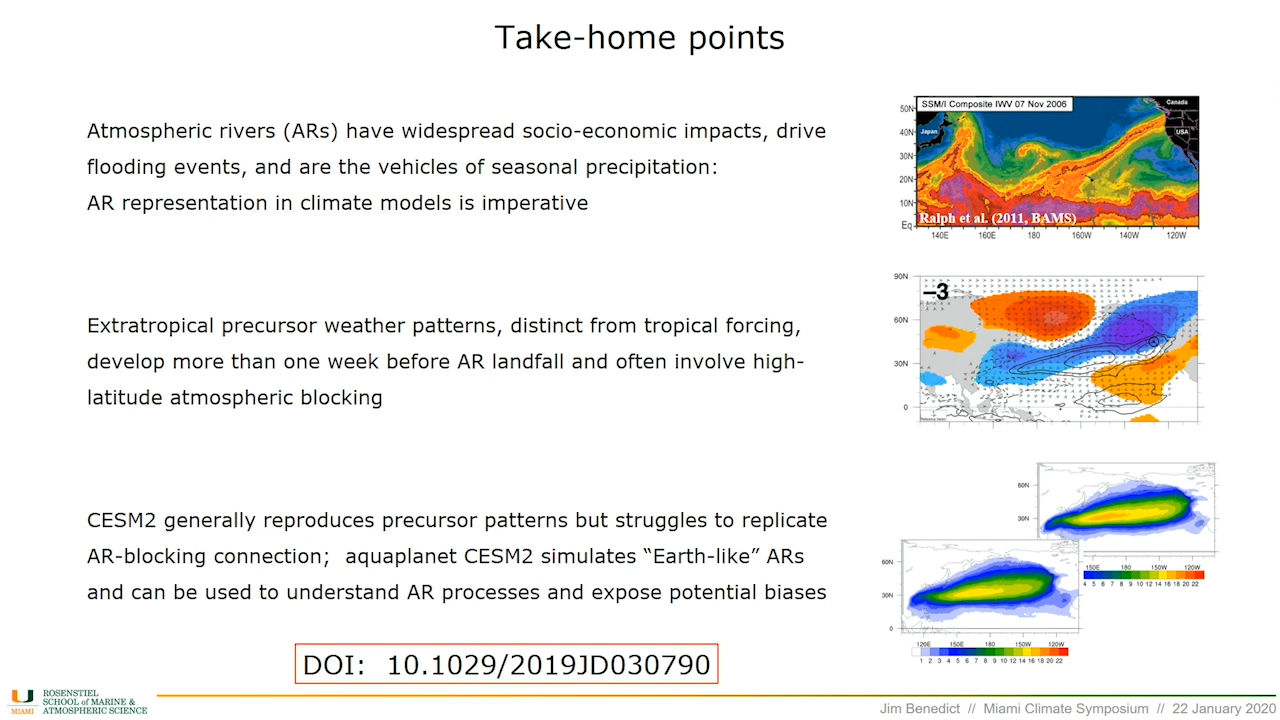 Take-home points
Atmospheric rivers (ARs) have widespread socio-economic impacts, drive
flooding events, and are the vehicles of seasonal precipitation:
AR representation in climate models is imperative
SSM/I Composite IWV 07 Nov 2006
Canada
Japan
USA
50N
40N
30N
20N
10N
Eq
Ralph et al. (2011, BAMS)
140E 160E 180 160W 140W 120W
Extratropical precursor weather patterns, distinct from tropical forcing,
develop more than one week before AR landfall and often involve high-
latitude atmospheric blocking
90N
−3
60N
30N
0
CESM2 generally reproduces precursor patterns but struggles to replicate
AR-blocking connection; aquaplanet CESM2 simulates “Earth-like” ARs
and can be used to understand AR processes and expose potential biases
60N
30N
150E 180 150W 120W
4 5 6 7 8 9 10 12 14 16 18 20 22
60N
30N
0
120E 150E 180 150W 120W
1 2 3 4 5 6 7 8 9 10 12 14 16 18 20 22
DOI: 10.1029/2019JD030790
U
MIAMI
ROSENSTIEL
SCHOOL of MARINE &
ATMOSPHERIC SCIENCE
Jim Benedict // Miami Climate Symposium // 22 January 2020